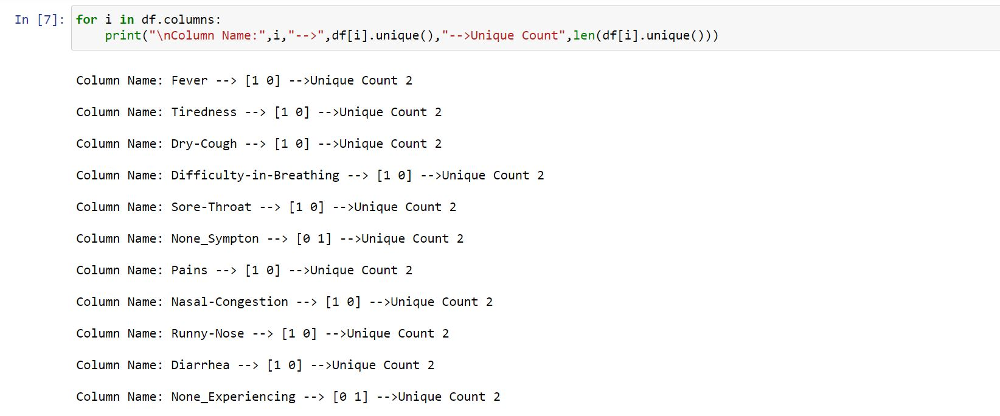 In [7]: for i in df.columns:
print("\nColumn Name:",i,"-->",df[i].unique(),"-->Unique Count",len(df[i].unique()))
Column Name: Fever --> [1 0] -->Unique Count 2
Column Name: Tiredness --> [1 0] -->Unique Count 2
Column Name: Dry-Cough --> [1 0] -->Unique Count 2
Column Name: Difficulty-in-Breathing --> [1 0] -->Unique Count 2
Column Name: Sore-Throat --> [1 0] -->Unique Count 2
Column Name: None_Sympton --> [0 1] -->Unique Count 2
Column Name: Pains --> [1 0] -->Unique Count 2
Column Name: Nasal-Congestion --> [1 0] -->Unique Count 2
Column Name: Runny-Nose --> [1 0] -->Unique Count 2
Column Name: Diarrhea --> [1 0] -->Unique Count 2
Column Name: None_Experiencing --> [0 1] -->Unique Count 2